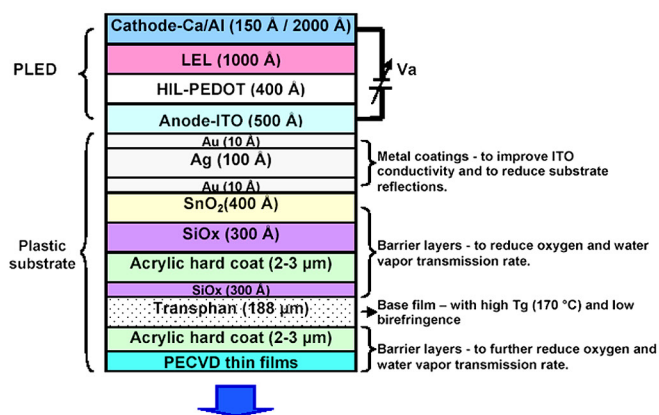 Cathode-Ca/Al (150 Å / 2000 Å)
LEL (1000 Å)
HIL-PEDOT (400 Å)
Anode-ITO (500 Å)
Au (10 Å)
Ag (100 Å)
Au (10 Å)
SnO₂(400 Å)
SiOx (300 Å)
Acrylic hard coat (2-3 µm)
SiOx (300 Å)
Transphan (188 µm)
Acrylic hard coat (2-3 µm)
PECVD thin films
PLED
Plastic
substrate
Va
Metal coatings - to improve ITO
conductivity and to reduce substrate
reflections.
Barrier layers - to reduce oxygen and water
vapor transmission rate.
Base film – with high Tg (170 °C) and low
birefringence
Barrier layers - to further reduce oxygen and
water vapor transmission rate.